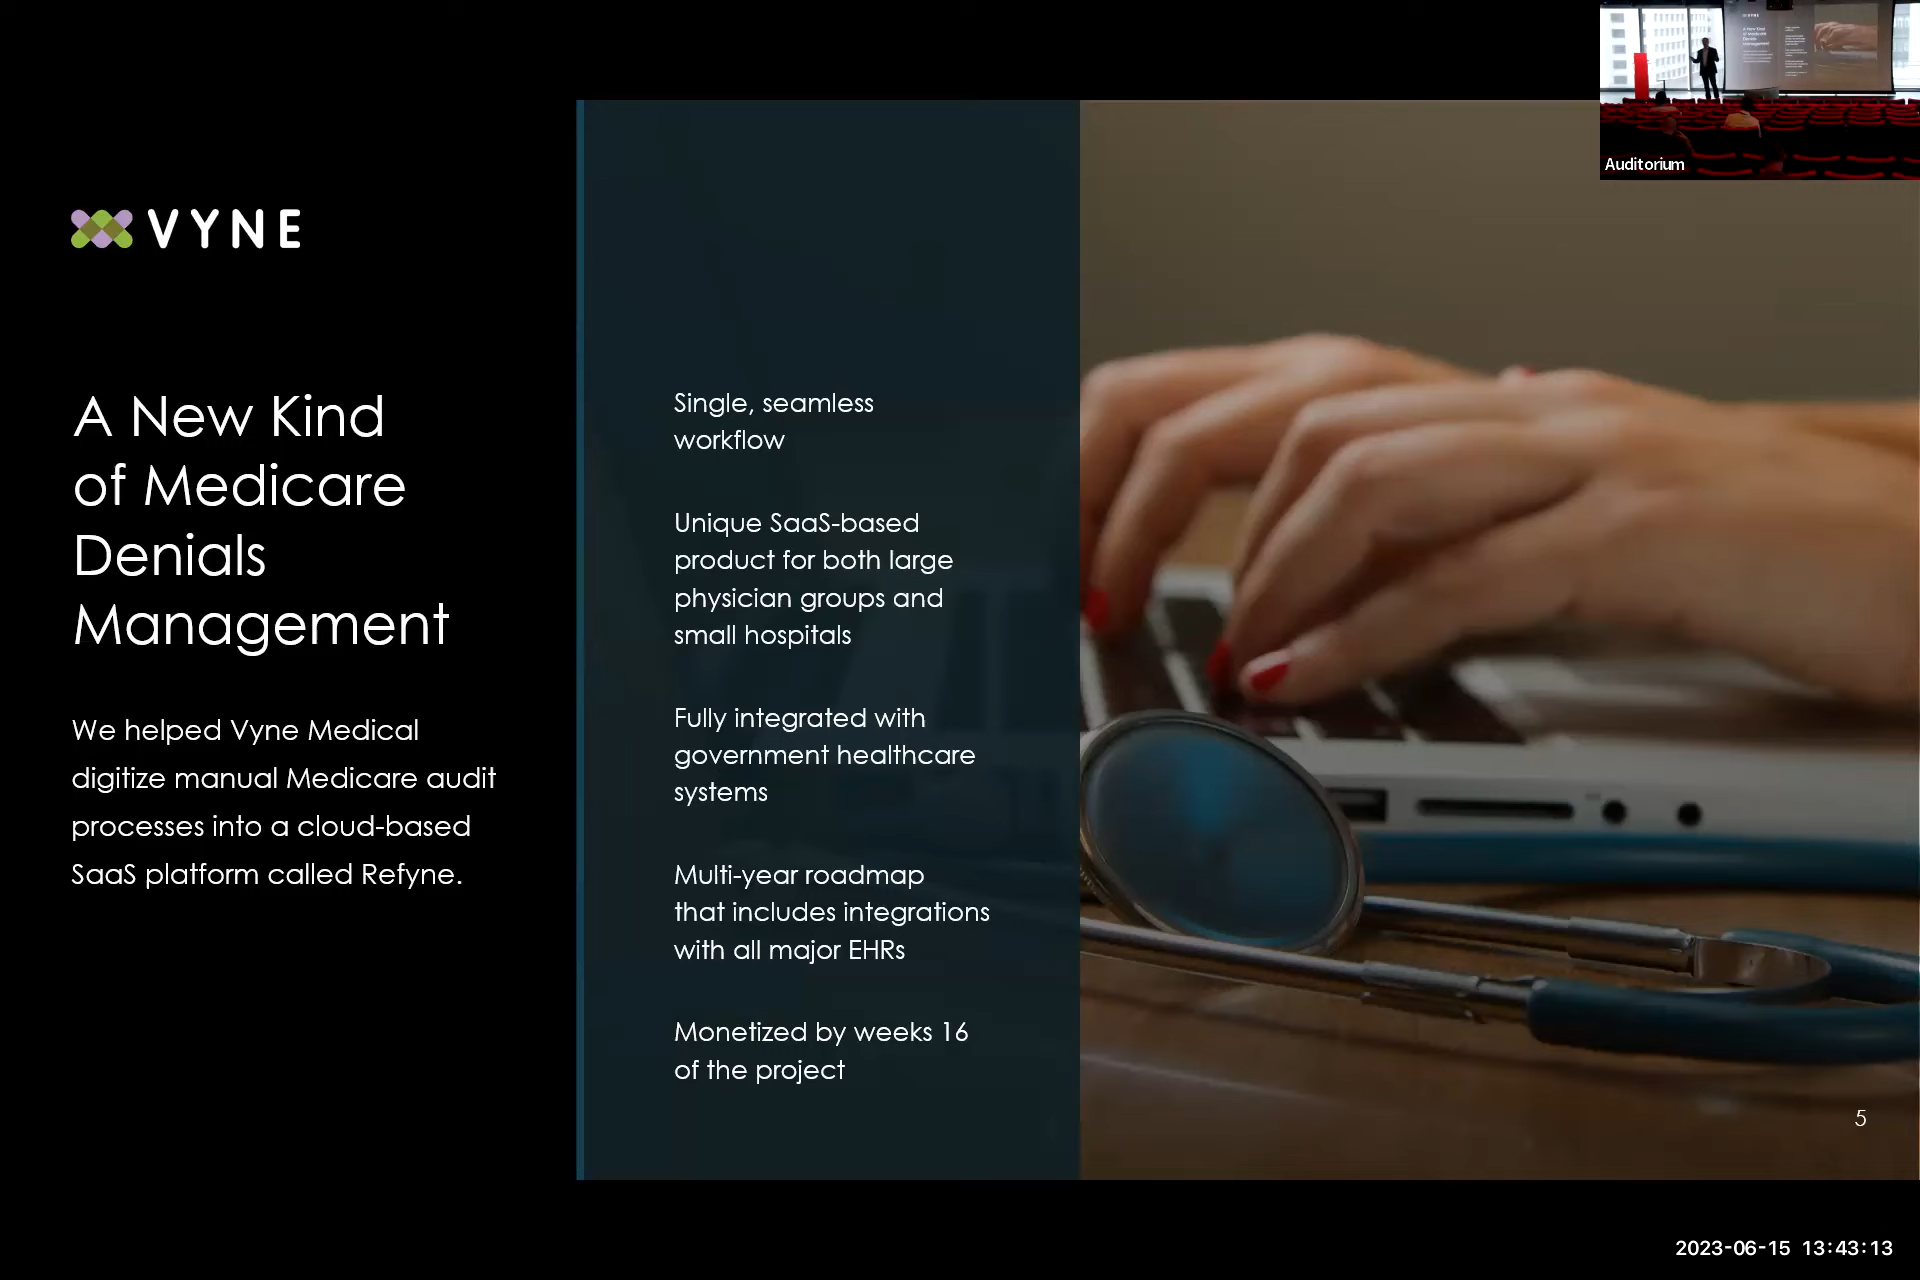 Auditorium
VYNE
A New Kind
of Medicare
Denials
Management
We helped Vyne Medical
digitize manual Medicare audit
processes into a cloud-based
SaaS platform called Refyne.
Single, seamless
workflow
Unique SaaS-based
product for both large
physician groups and
small hospitals
Fully integrated with
government healthcare
systems
Multi-year roadmap
that includes integrations
with all major EHRs
Monetized by weeks 16
of the project
5
2023-06-15 13:43:13